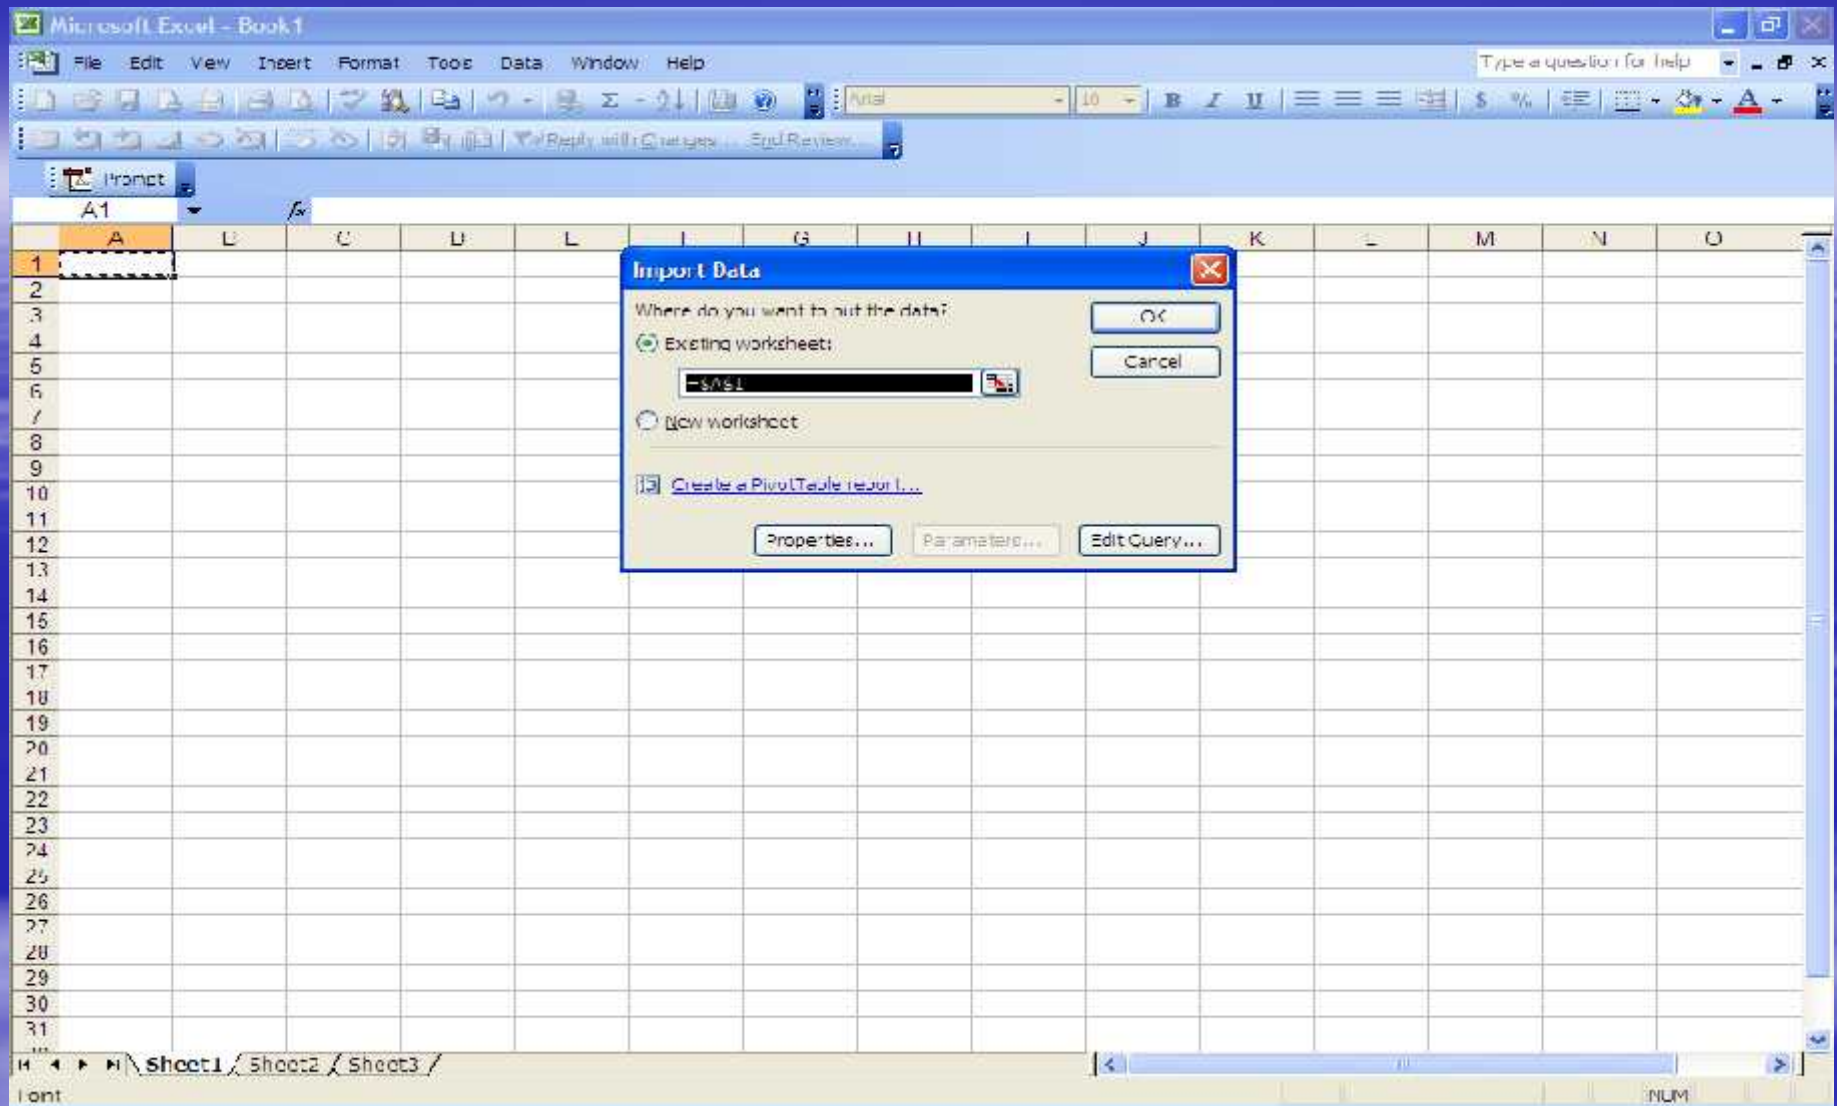 Microsoft Excel - Book1
File Edit View Insert Format Tools Data Window Help
Type a question for help
Arial 10 B I U $ %
Reply with Changes... End Review...
Prompt
A1 fx
A B C D E F G H I J K L M N O
1
2
3
4
5
6
7
8
9
10
11
12
13
14
15
16
17
18
19
20
21
22
23
24
25
26
27
28
29
30
31
Import Data
Where do you want to put the data?
OK
Existing worksheet:
Cancel
=$A$1
New worksheet
Create a PivotTable report...
Properties... Parameters... Edit Query...
Sheet1 Sheet2 Sheet3
NUM